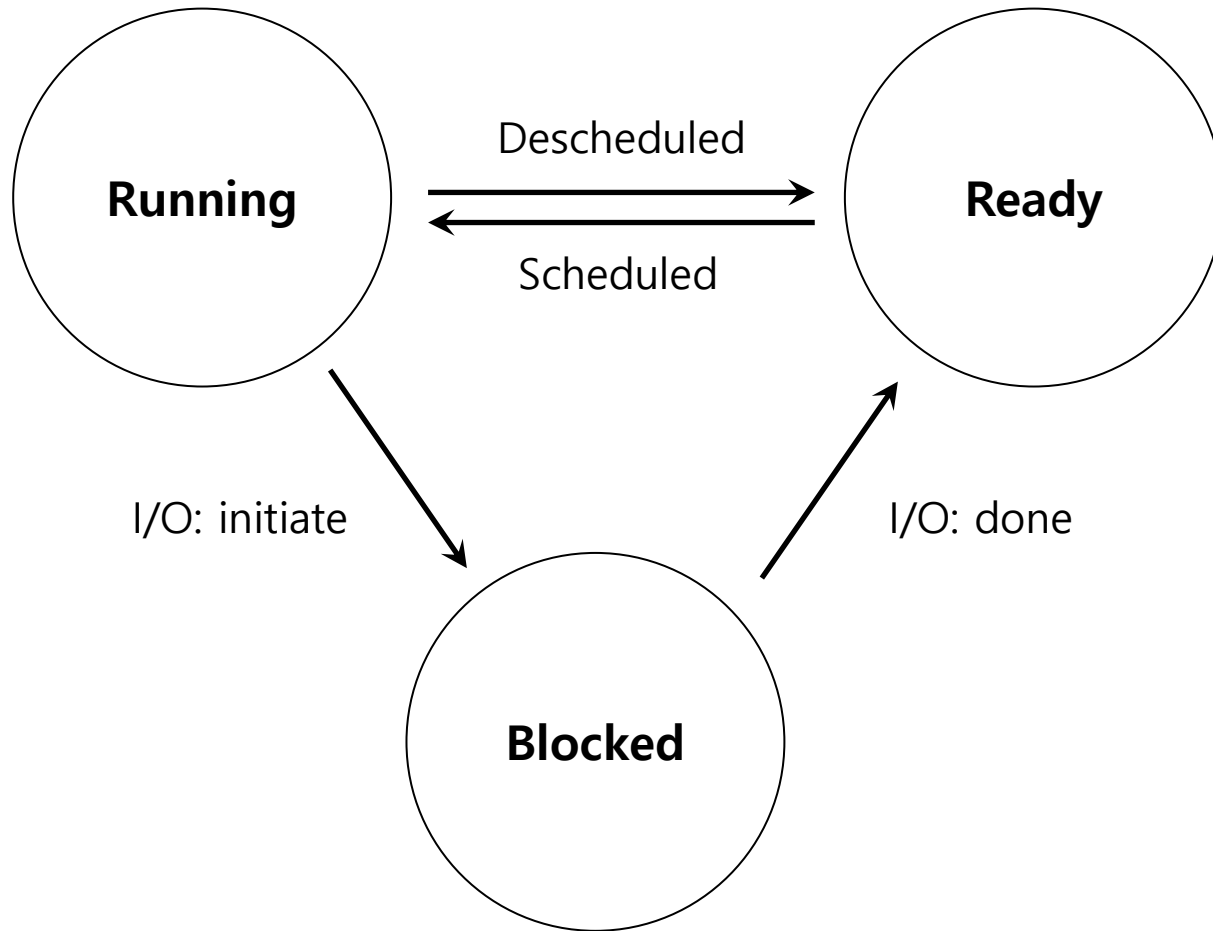 Descheduled
Running
Ready
Scheduled
I/O: initiate
I/O: done
Blocked